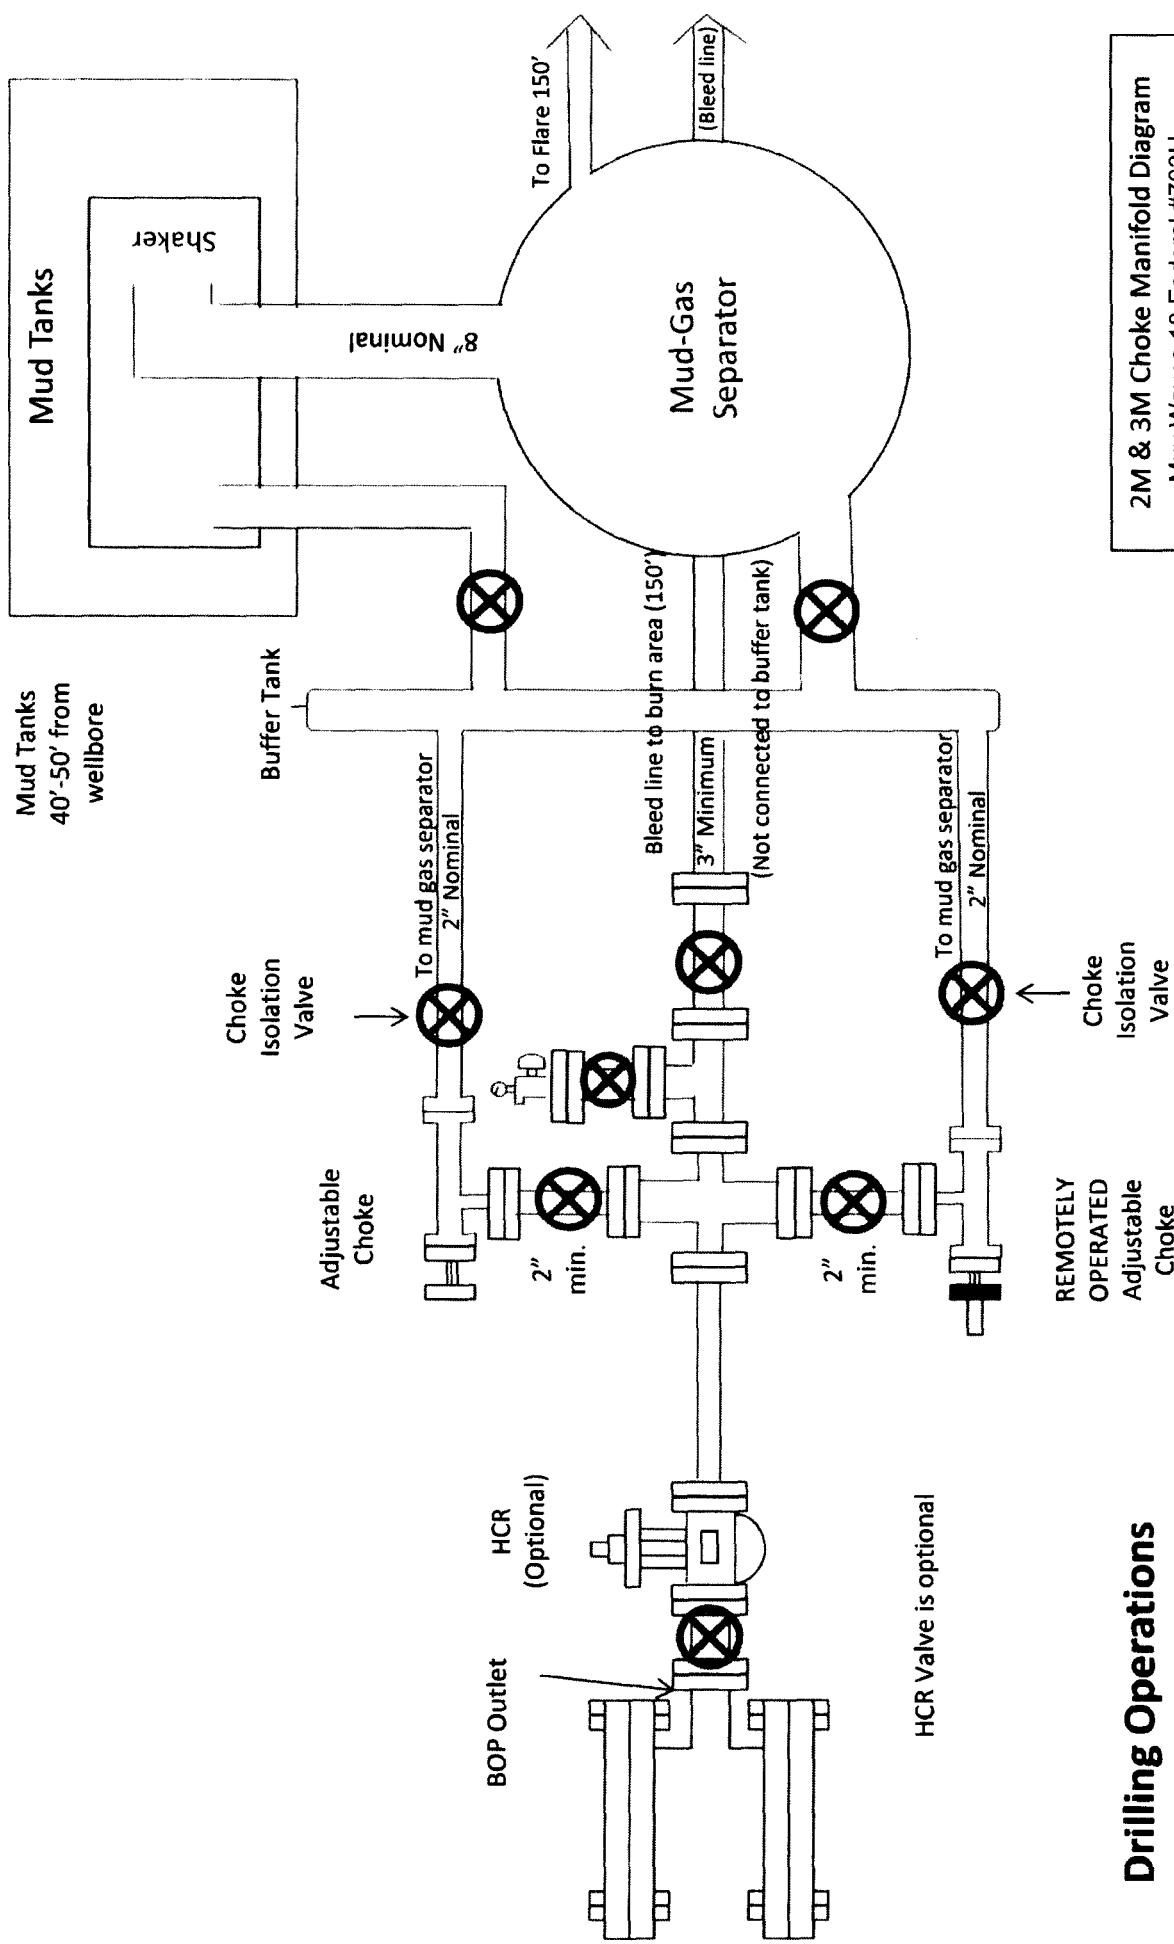 Mud Tanks
40'-50' from
wellbore
Mud Tanks
Shaker
8" Nominal
Buffer Tank
To Flare 150'
(Bleed line)
Mud-Gas
Separator
Choke
Isolation
Valve
To mud gas separator
2" Nominal
Bleed line to burn area (150')
3" Minimum
(Not connected to buffer tank)
To mud gas separator
2" Nominal
Choke
Isolation
Valve
Adjustable
Choke
2"
min.
2"
min.
REMOTELY
OPERATED
Adjustable
Choke
HCR
(Optional)
BOP Outlet
HCR Valve is optional
Drilling Operations
2M & 3M Choke Manifold Diagram